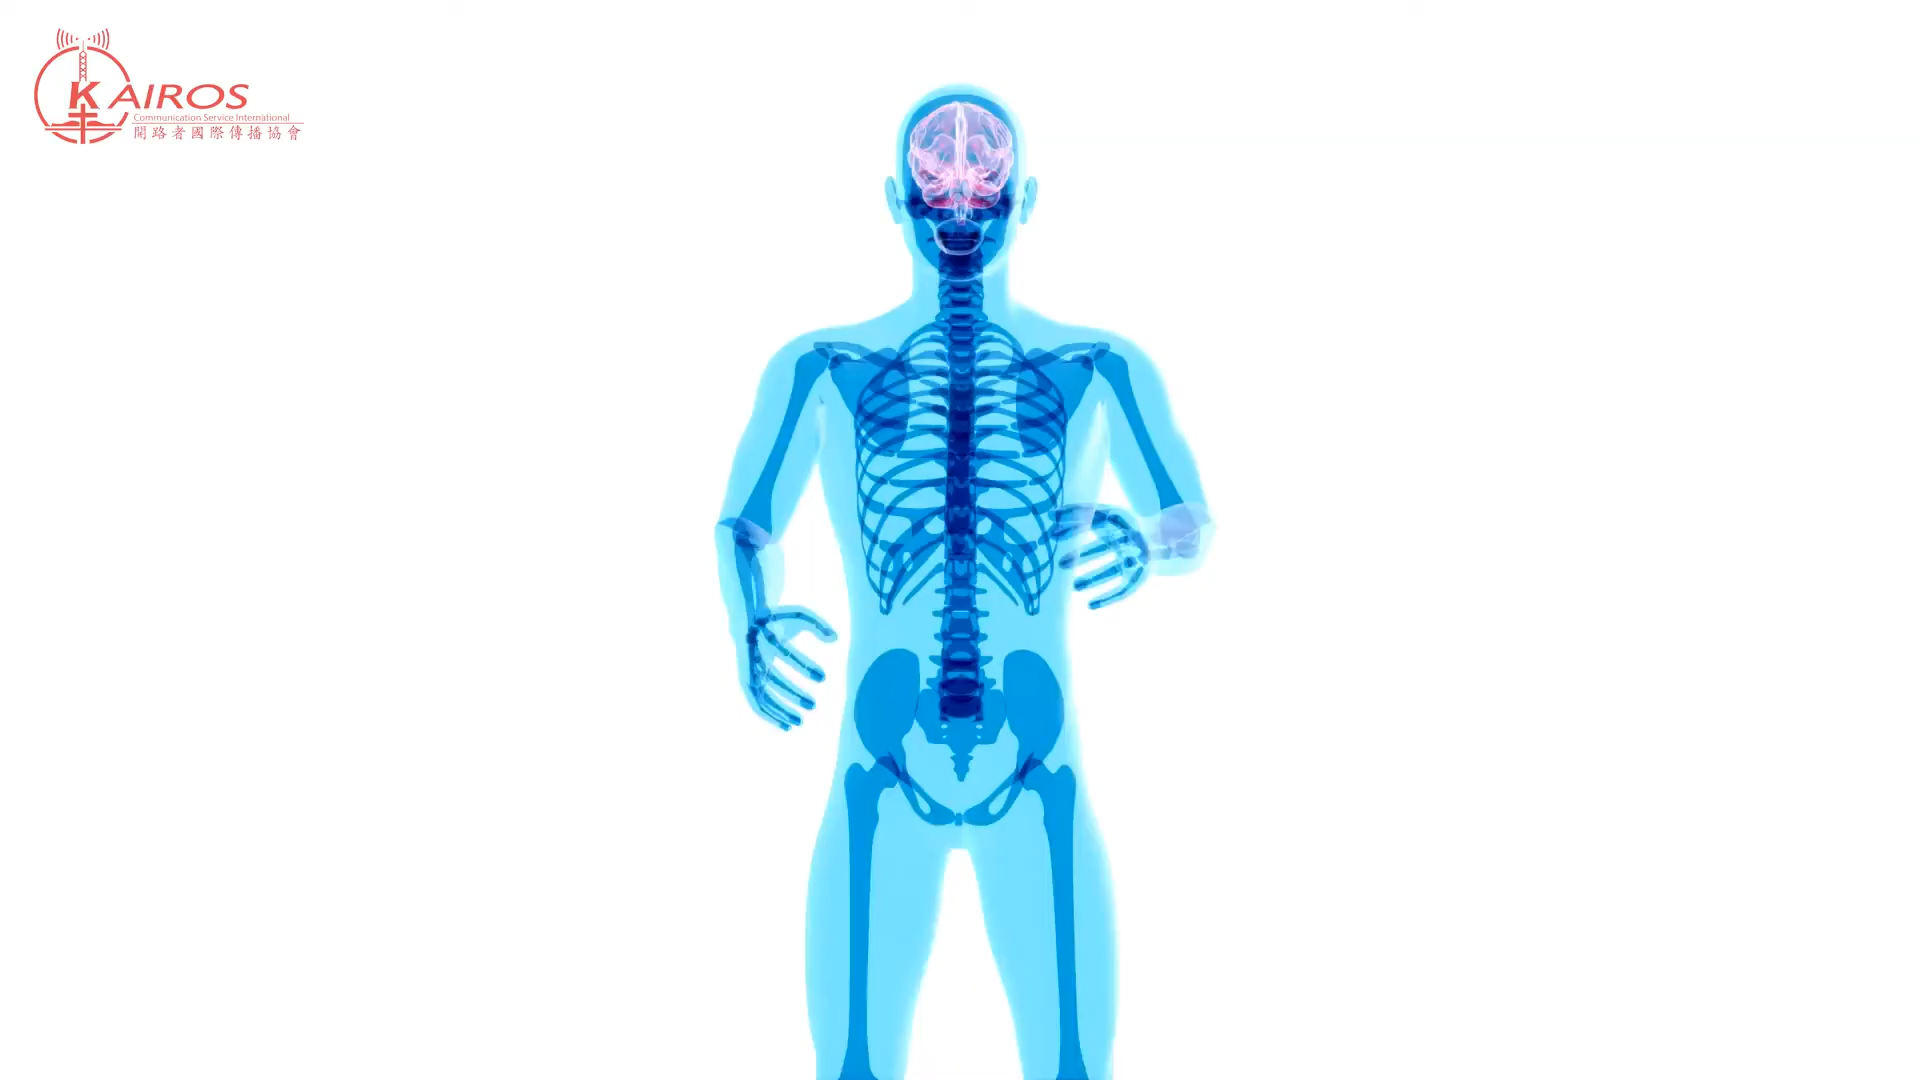 KAIROS
Communication Service International
開路者國際傳播協會